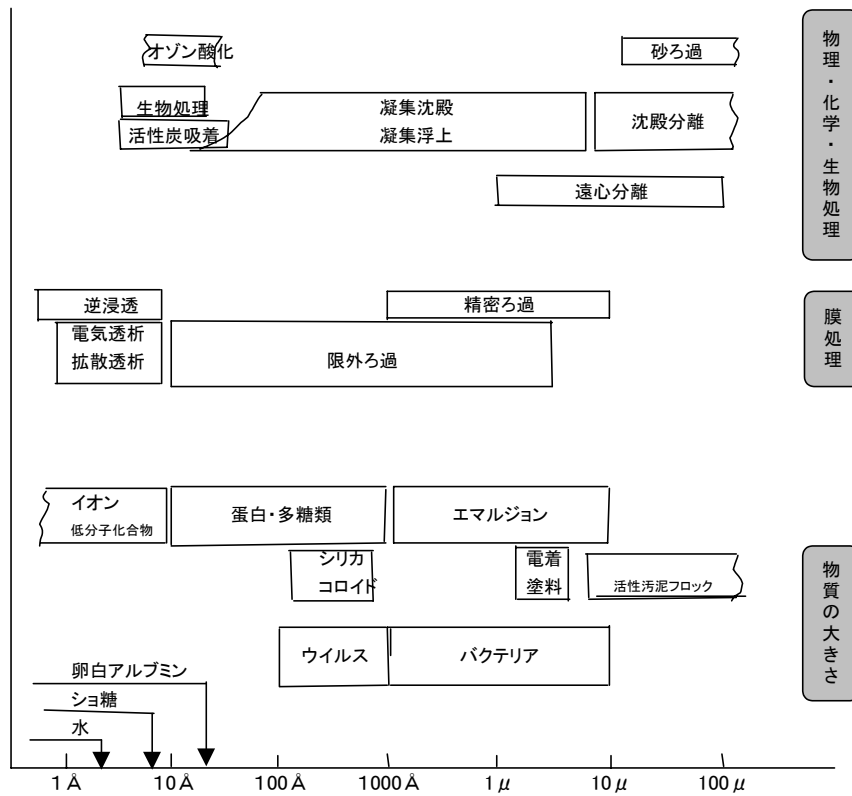 オゾン酸化
砂ろ過
生物処理
活性炭吸着
凝集沈殿
凝集浮上
沈殿分離
遠心分離
物理・化学・生物処理
逆浸透
精密ろ過
電気透析
拡散透析
限外ろ過
膜処理
イオン
低分子化合物
蛋白・多糖類
エマルジョン
シリカ
コロイド
電着
塗料
活性汚泥フロック
物質の大きさ
ウイルス
バクテリア
卵白アルブミン
ショ糖
水
1Å
10Å
100Å
1000Å
1μ
10μ
100μ